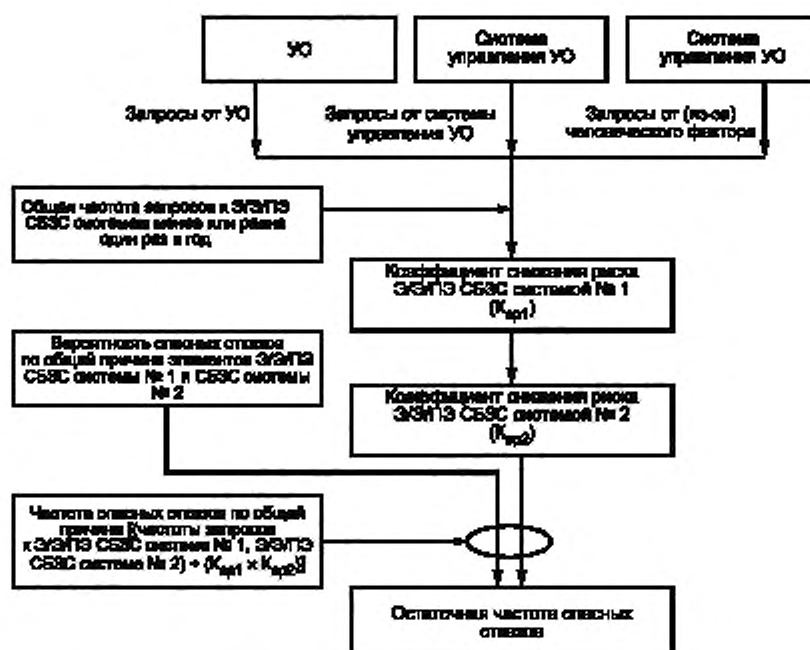 УО
Система
управления УО
Система
управления УО
Запросы от УО
Запросы от системы
управления УО
Запросы от (из-за)
человеческого фактора
Общая частота запросов к Э/Э/ПЭ
СБЗС системам менее или равна
один раз в год
Коэффициент снижения риска
Э/Э/ПЭ СБЗС системой № 1
(Kср1)
Вероятность опасных отказов
по общей причине элементов Э/Э/ПЭ
СБЗС системы № 1 и СБЗС системы
№ 2
Коэффициент снижения риска
Э/Э/ПЭ СБЗС системой № 2
(Kср2)
Частота опасных отказов по общей
причине [(частоты запросов
к Э/Э/ПЭ СБЗС система № 1, Э/Э/ПЭ
СБЗС система № 2) ÷ (Kср1 × Kср2)]
Остаточная частота опасных
отказов